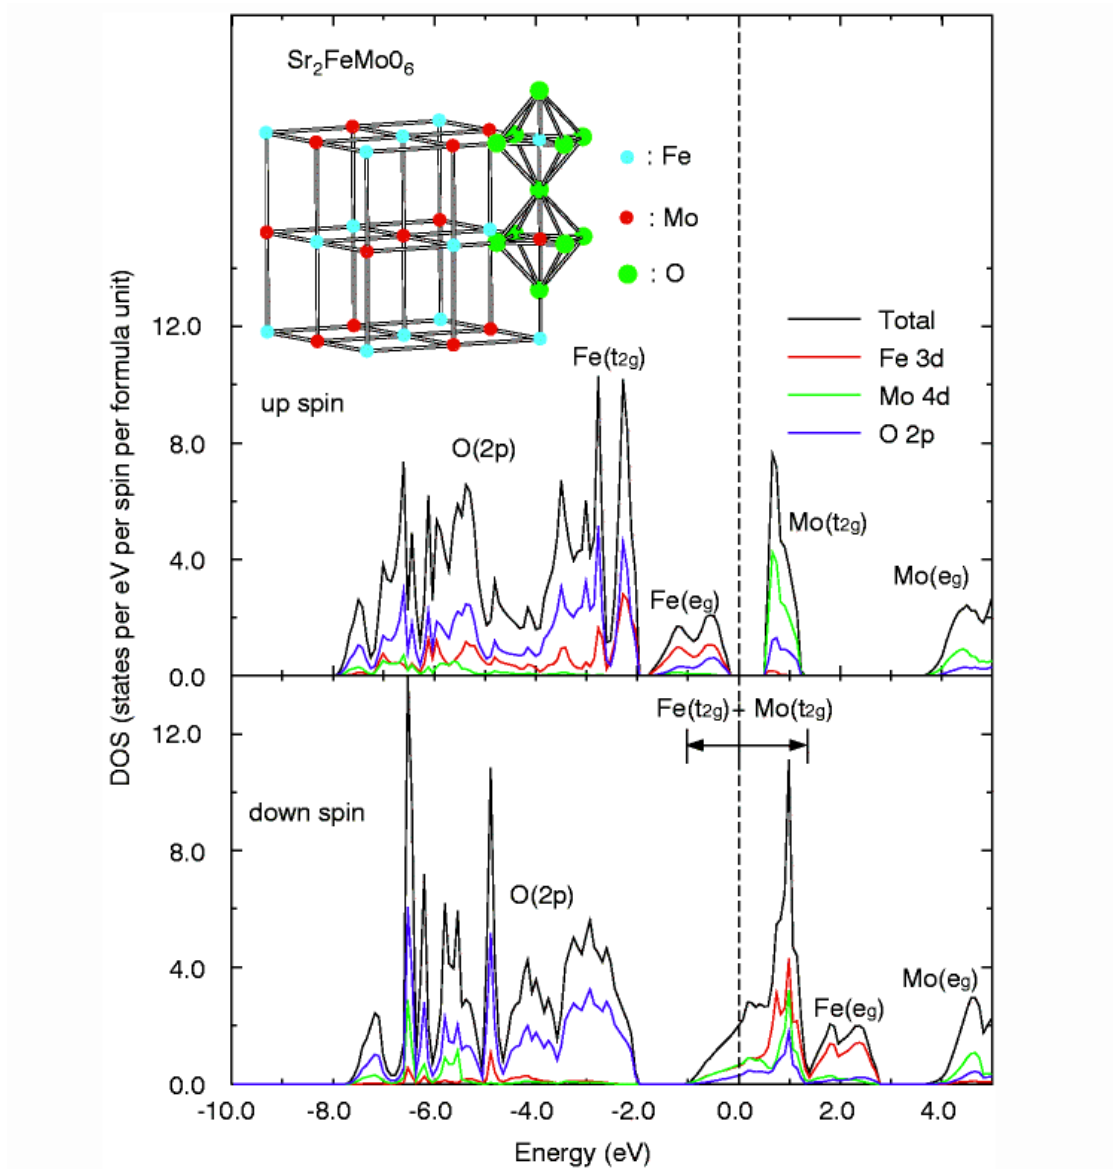 Sr2FeMoO6
: Fe
: Mo
: O
DOS (states per eV per spin per formula unit)
12.0
8.0
4.0
0.0
up spin
O(2p)
Fe(t2g)
Fe(eg)
Total
Fe 3d
Mo 4d
O 2p
Mo(t2g)
Mo(eg)
Fe(t2g)+ Mo(t2g)
12.0
8.0
4.0
0.0
down spin
O(2p)
Fe(eg)
Mo(eg)
-10.0 -8.0 -6.0 -4.0 -2.0 0.0 2.0 4.0
Energy (eV)